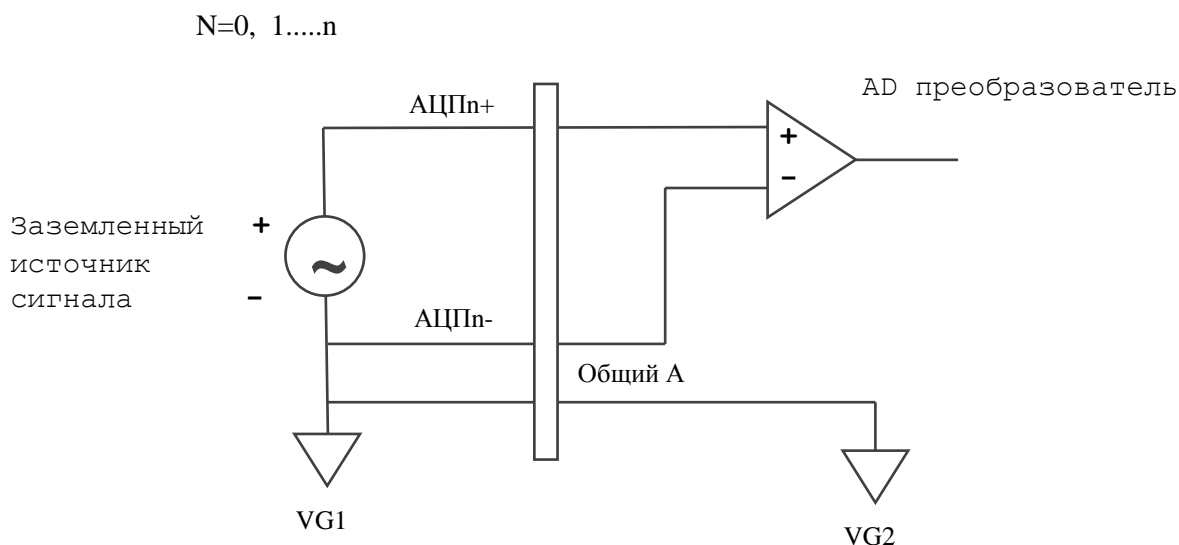 N=0, 1.....n
AD преобразователь
АЦПn+
+
−
Заземленный
источник
сигнала
+
~
−
АЦПn-
Общий А
VG1
VG2